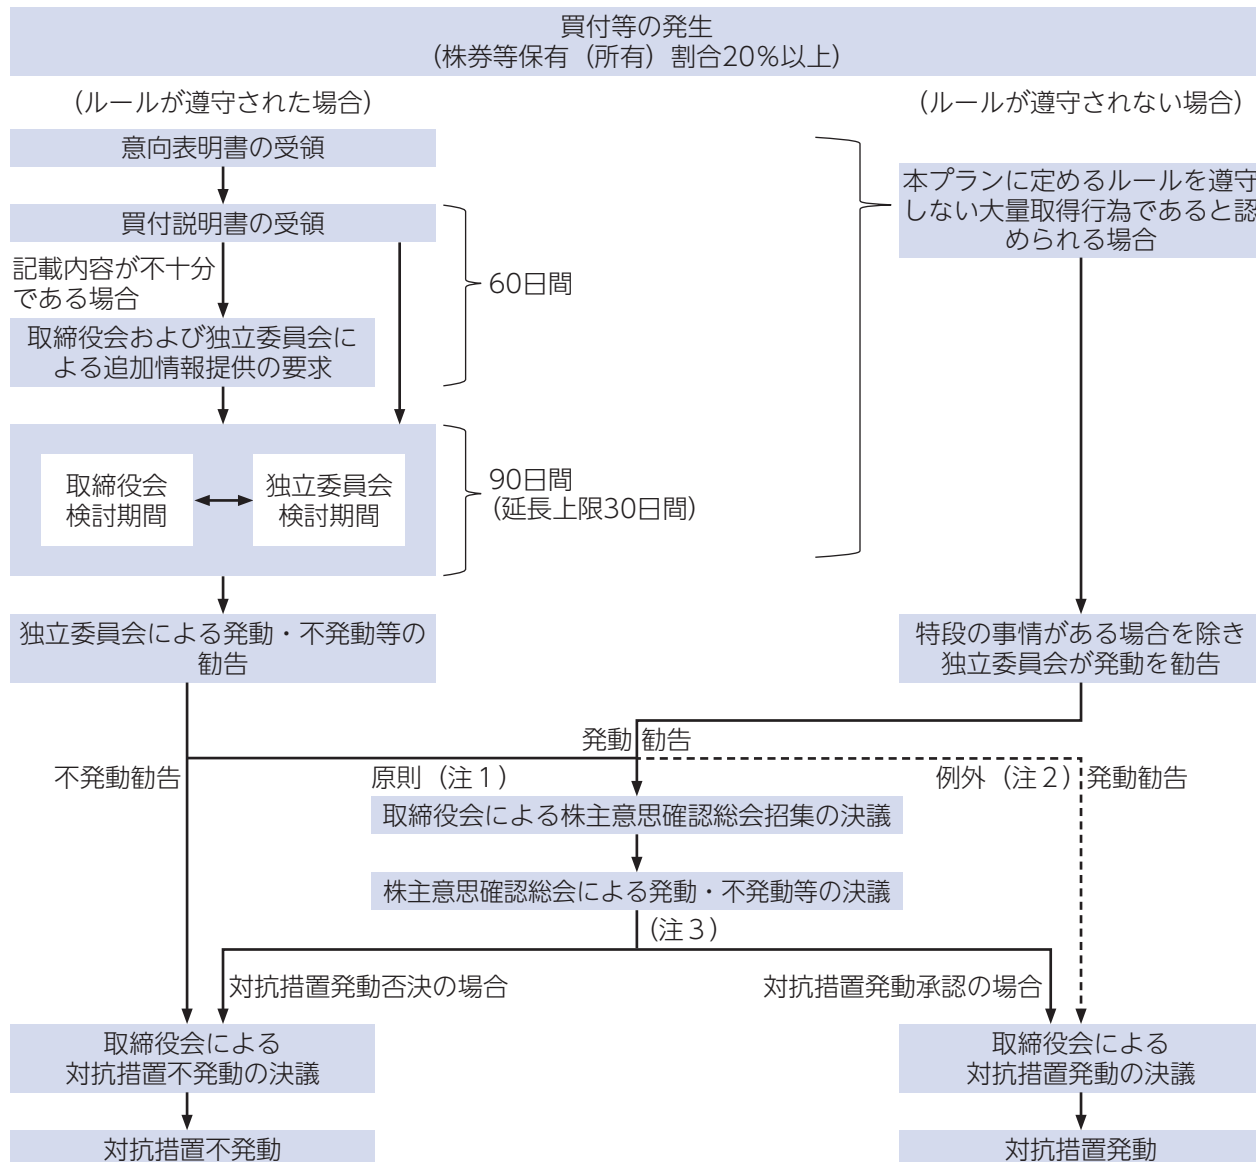 買付等の発生
(株券等保有（所有）割合20％以上)
(ルールが遵守された場合)
(ルールが遵守されない場合)
意向表明書の受領
本プランに定めるルールを遵守
しない大量取得行為であると認
められる場合
買付説明書の受領
記載内容が不十分
である場合
60日間
取締役会および独立委員会に
よる追加情報提供の要求
取締役会
検討期間
独立委員会
検討期間
90日間
(延長上限30日間)
独立委員会による発動・不発動等の
勧告
特段の事情がある場合を除き
独立委員会が発動を勧告
発動 勧告
不発動勧告
原則（注１）
例外（注２）発動勧告
取締役会による株主意思確認総会招集の決議
株主意思確認総会による発動・不発動等の決議
(注３)
対抗措置発動否決の場合
対抗措置発動承認の場合
取締役会による
対抗措置不発動の決議
取締役会による
対抗措置発動の決議
対抗措置不発動
対抗措置発動